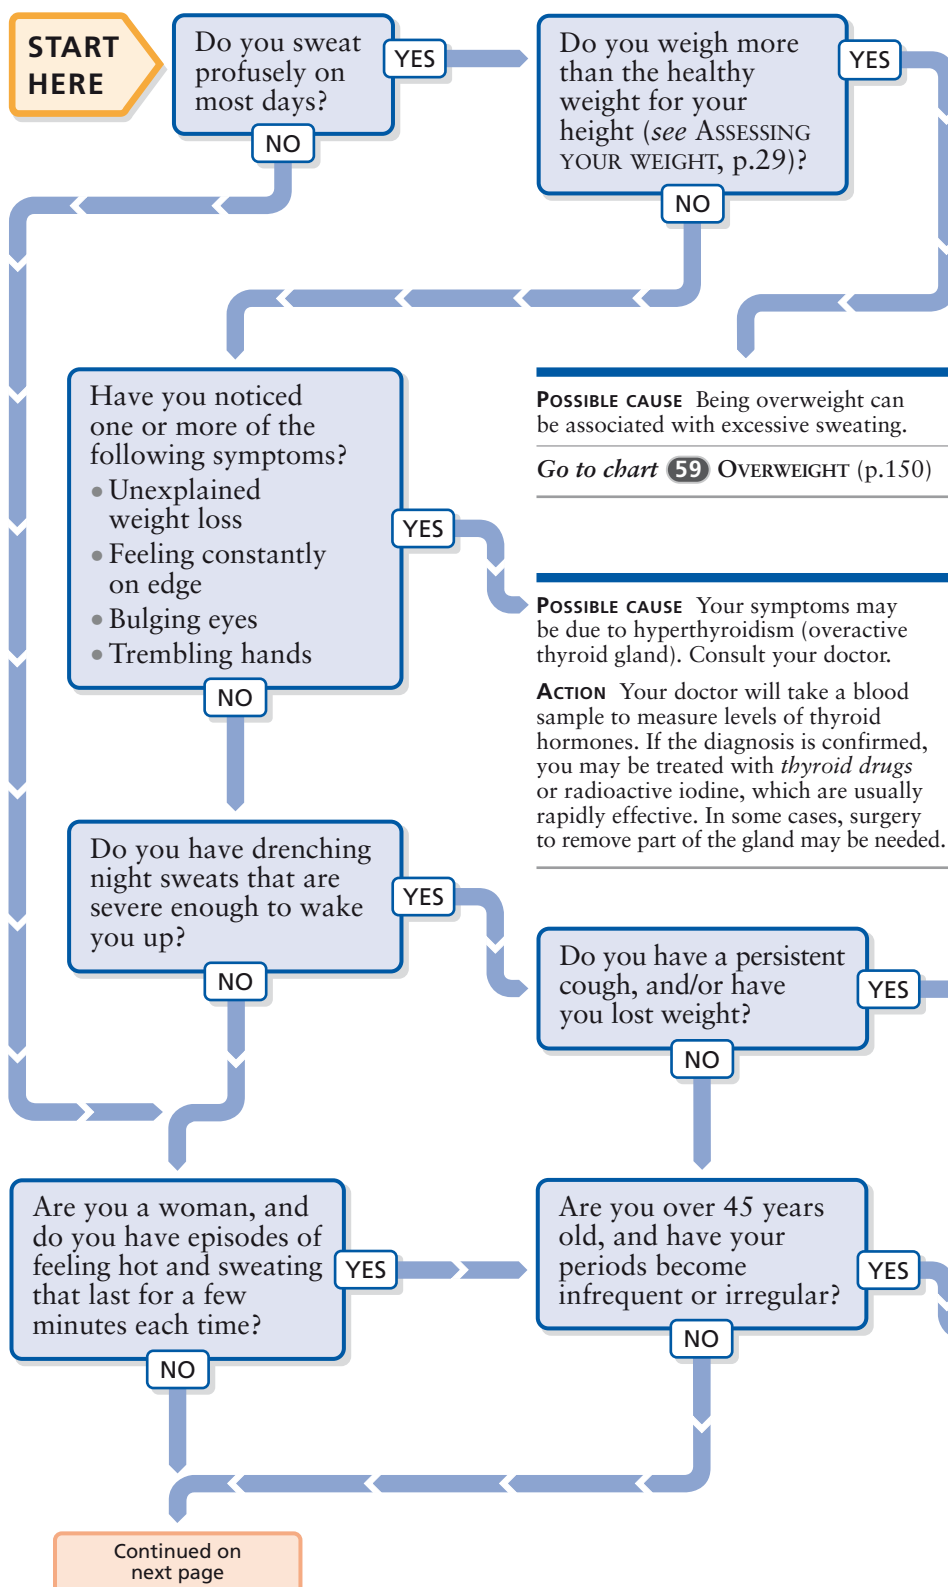 START
HERE
Do you sweat
profusely on
most days?
YES
NO
Do you weigh more
than the healthy
weight for your
height (see ASSESSING
YOUR WEIGHT, p.29)?
YES
NO
Have you noticed
one or more of the
following symptoms?
• Unexplained
weight loss
• Feeling constantly
on edge
• Bulging eyes
• Trembling hands
YES
NO
POSSIBLE CAUSE Being overweight can
be associated with excessive sweating.
Go to chart 59 OVERWEIGHT (p.150)
POSSIBLE CAUSE Your symptoms may
be due to hyperthyroidism (overactive
thyroid gland). Consult your doctor.
ACTION Your doctor will take a blood
sample to measure levels of thyroid
hormones. If the diagnosis is confirmed,
you may be treated with thyroid drugs
or radioactive iodine, which are usually
rapidly effective. In some cases, surgery
to remove part of the gland may be needed.
Do you have drenching
night sweats that are
severe enough to wake
you up?
YES
NO
Do you have a persistent
cough, and/or have
you lost weight?
YES
NO
Are you a woman, and
do you have episodes of
feeling hot and sweating
that last for a few
minutes each time?
YES
NO
Are you over 45 years
old, and have your
periods become
infrequent or irregular?
YES
NO
Continued on
next page